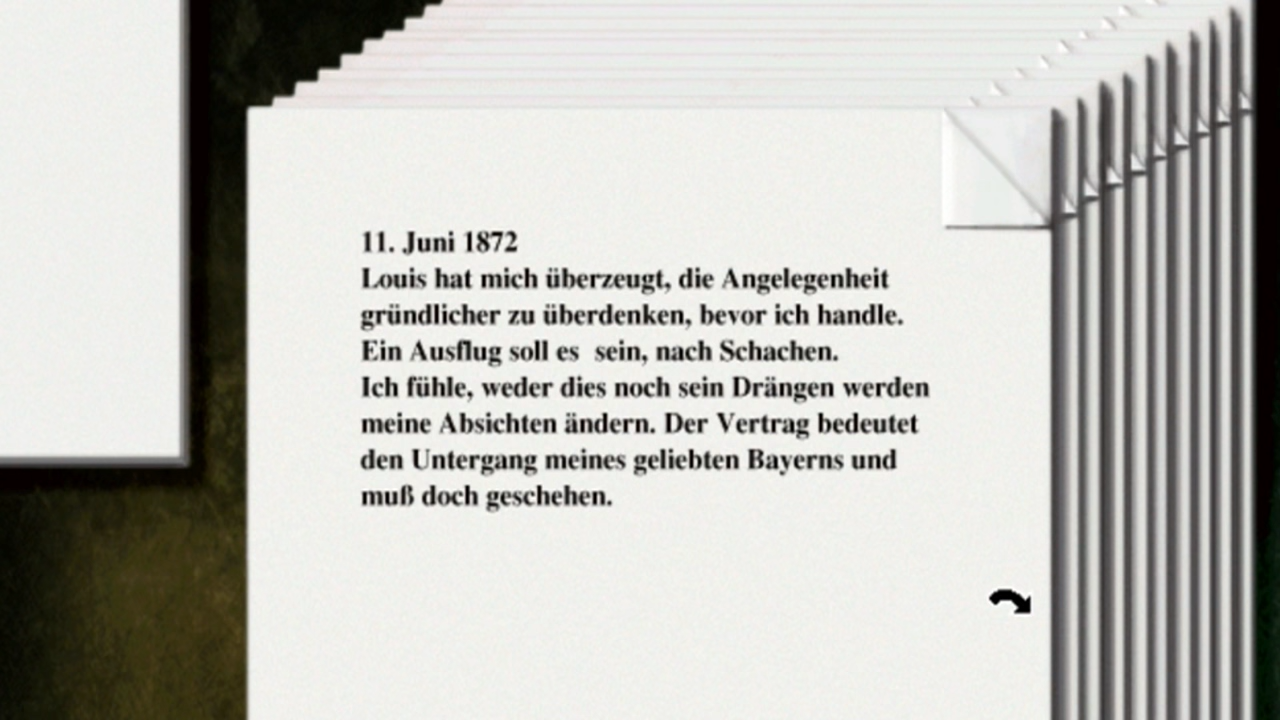 11. Juni 1872
Louis hat mich überzeugt, die Angelegenheit
gründlicher zu überdenken, bevor ich handle.
Ein Ausflug soll es  sein, nach Schachen.
Ich fühle, weder dies noch sein Drängen werden
meine Absichten ändern. Der Vertrag bedeutet
den Untergang meines geliebten Bayerns und
muß doch geschehen.